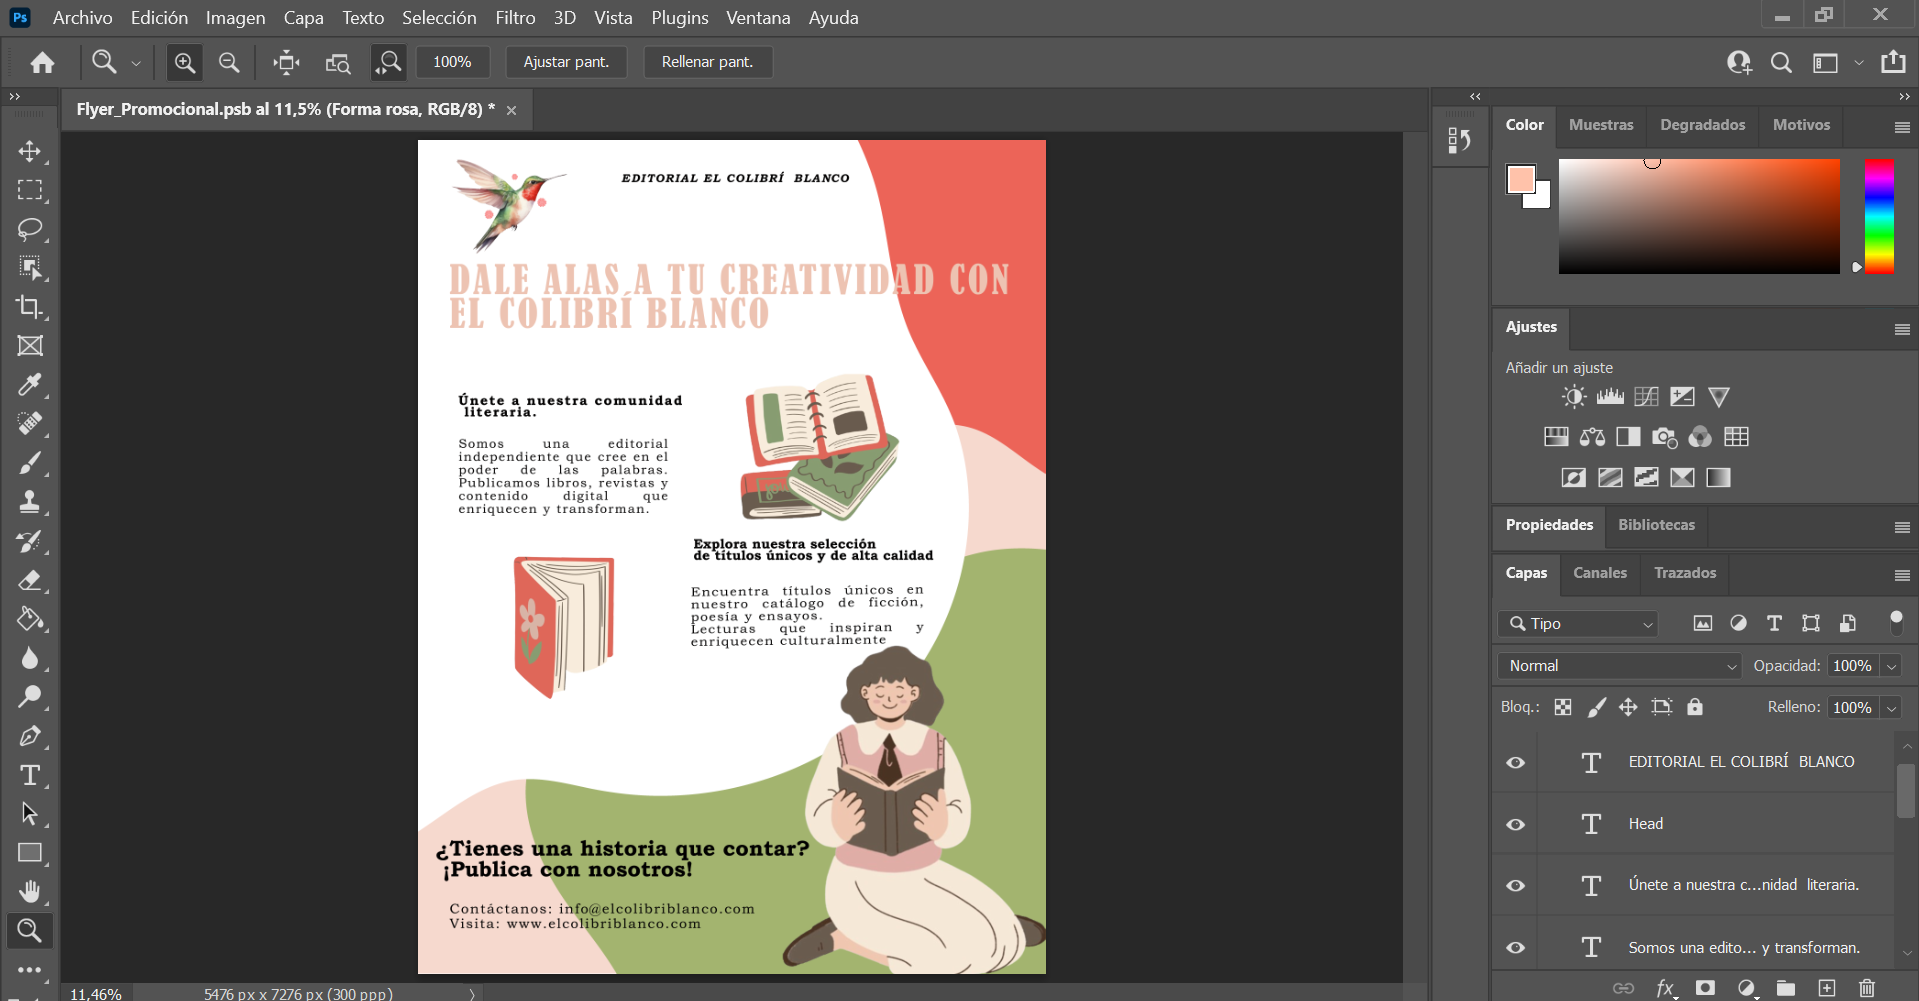 Ps Archivo Edición Imagen Capa Texto Selección Filtro 3D Vista Plugins Ventana Ayuda
100% Ajustar pant. Rellenar pant.
Flyer_Promocional.psb al 11,5% (Forma rosa, RGB/8) *
EDITORIAL EL COLIBRÍ BLANCO
DALE ALAS A TU CREATIVIDAD CON
EL COLIBRÍ BLANCO
Únete a nuestra comunidad
literaria.
Somos una editorial
independiente que cree en el
poder de las palabras.
Publicamos libros, revistas y
contenido digital que
enriquecen y transforman.
Explora nuestra selección
de títulos únicos y de alta calidad
Encuentra títulos únicos en
nuestro catálogo de ficción,
poesía y ensayos.
Lecturas que inspiran y
enriquecen culturalmente
¿Tienes una historia que contar?
¡Publica con nosotros!
Contáctanos: info@elcolibriblanco.com
Visita: www.elcolibriblanco.com
11,46% 5476 px x 7276 px (300 ppp)
Color Muestras Degradados Motivos
Ajustes
Añadir un ajuste
Propiedades Bibliotecas
Capas Canales Trazados
Tipo
Normal Opacidad: 100%
Bloq.: Relleno: 100%
EDITORIAL EL COLIBRÍ BLANCO
Head
Únete a nuestra c...nidad literaria.
Somos una edito... y transforman.